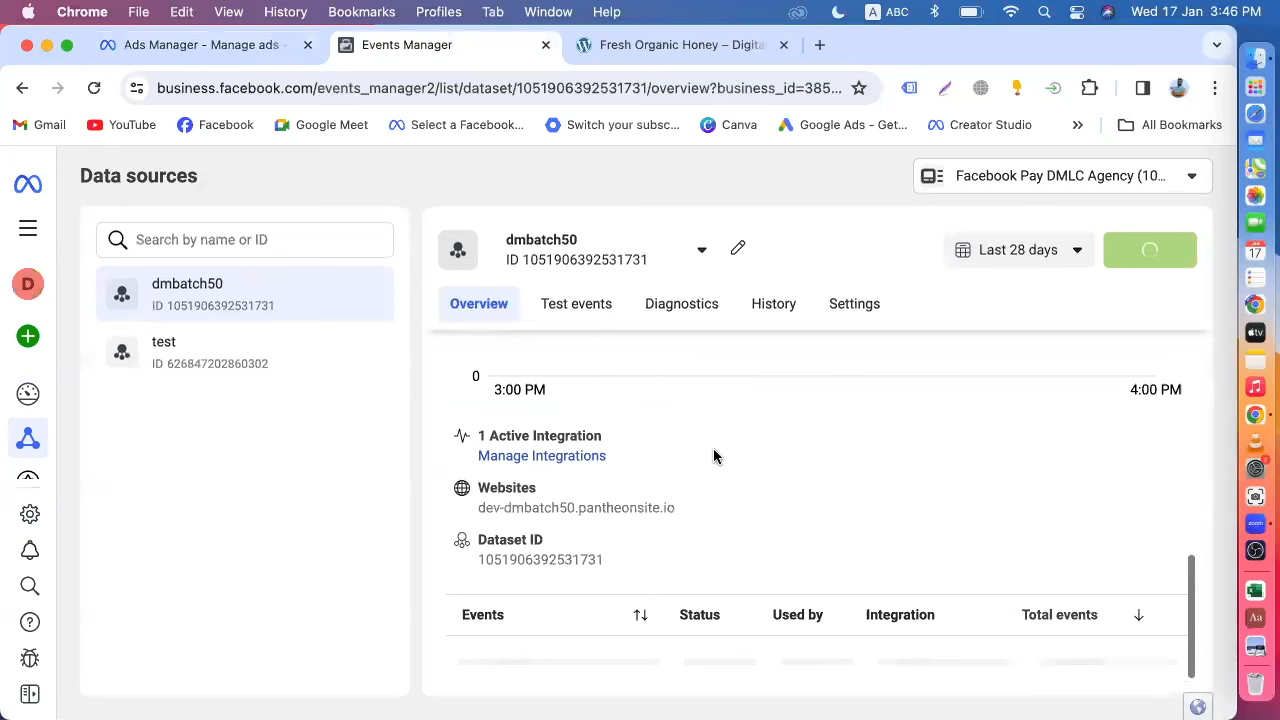 Chrome File Edit View History Bookmarks Profiles Tab Window Help A ABC Wed 17 Jan 3:46 PM
Ads Manager - Manage ads - Events Manager Fresh Organic Honey – Digita
business.facebook.com/events_manager2/list/dataset/1051906392531731/overview?business_id=385...
Gmail YouTube Facebook Google Meet Select a Facebook... Switch your subsc... Canva Google Ads - Get... Creator Studio » All Bookmarks
Data sources
Facebook Pay DMLC Agency (10...
Search by name or ID
dmbatch50
ID 1051906392531731
test
ID 626847202860302
D
dmbatch50
ID 1051906392531731
Last 28 days
Overview Test events Diagnostics History Settings
0
3:00 PM 4:00 PM
1 Active Integration
Manage Integrations
Websites
dev-dmbatch50.pantheonsite.io
Dataset ID
1051906392531731
Events Status Used by Integration Total events
17
tv
zoom
Aa